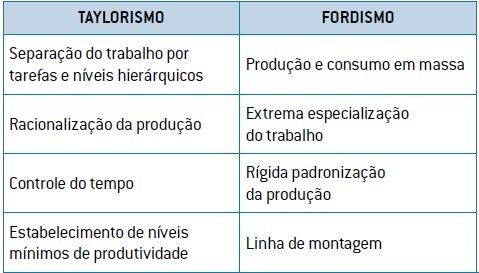 TAYLORISMO
FORDISMO
Separação do trabalho por
tarefas e níveis hierárquicos
Produção e consumo em massa
Racionalização da produção
Extrema especialização
do trabalho
Controle do tempo
Rígida padronização
da produção
Estabelecimento de níveis
mínimos de produtividade
Linha de montagem